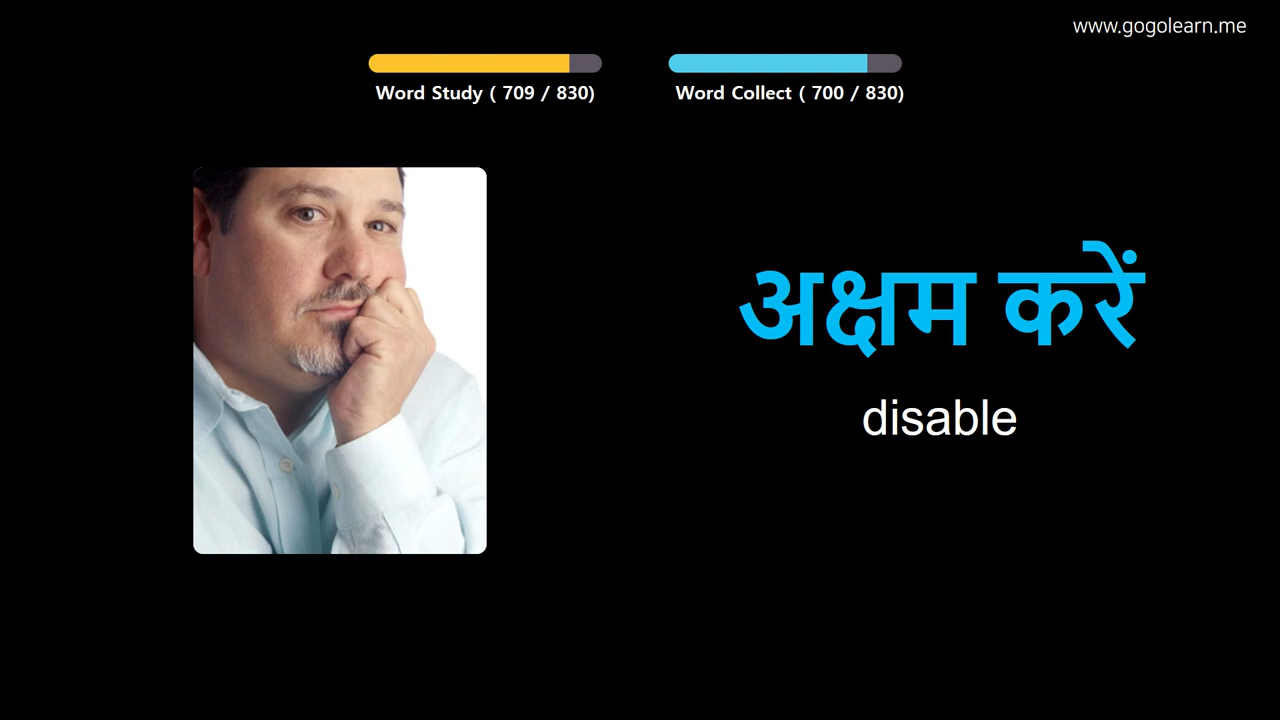 www.gogolearn.me
Word Study ( 709 / 830)
Word Collect ( 700 / 830)
अक्षम करें
disable